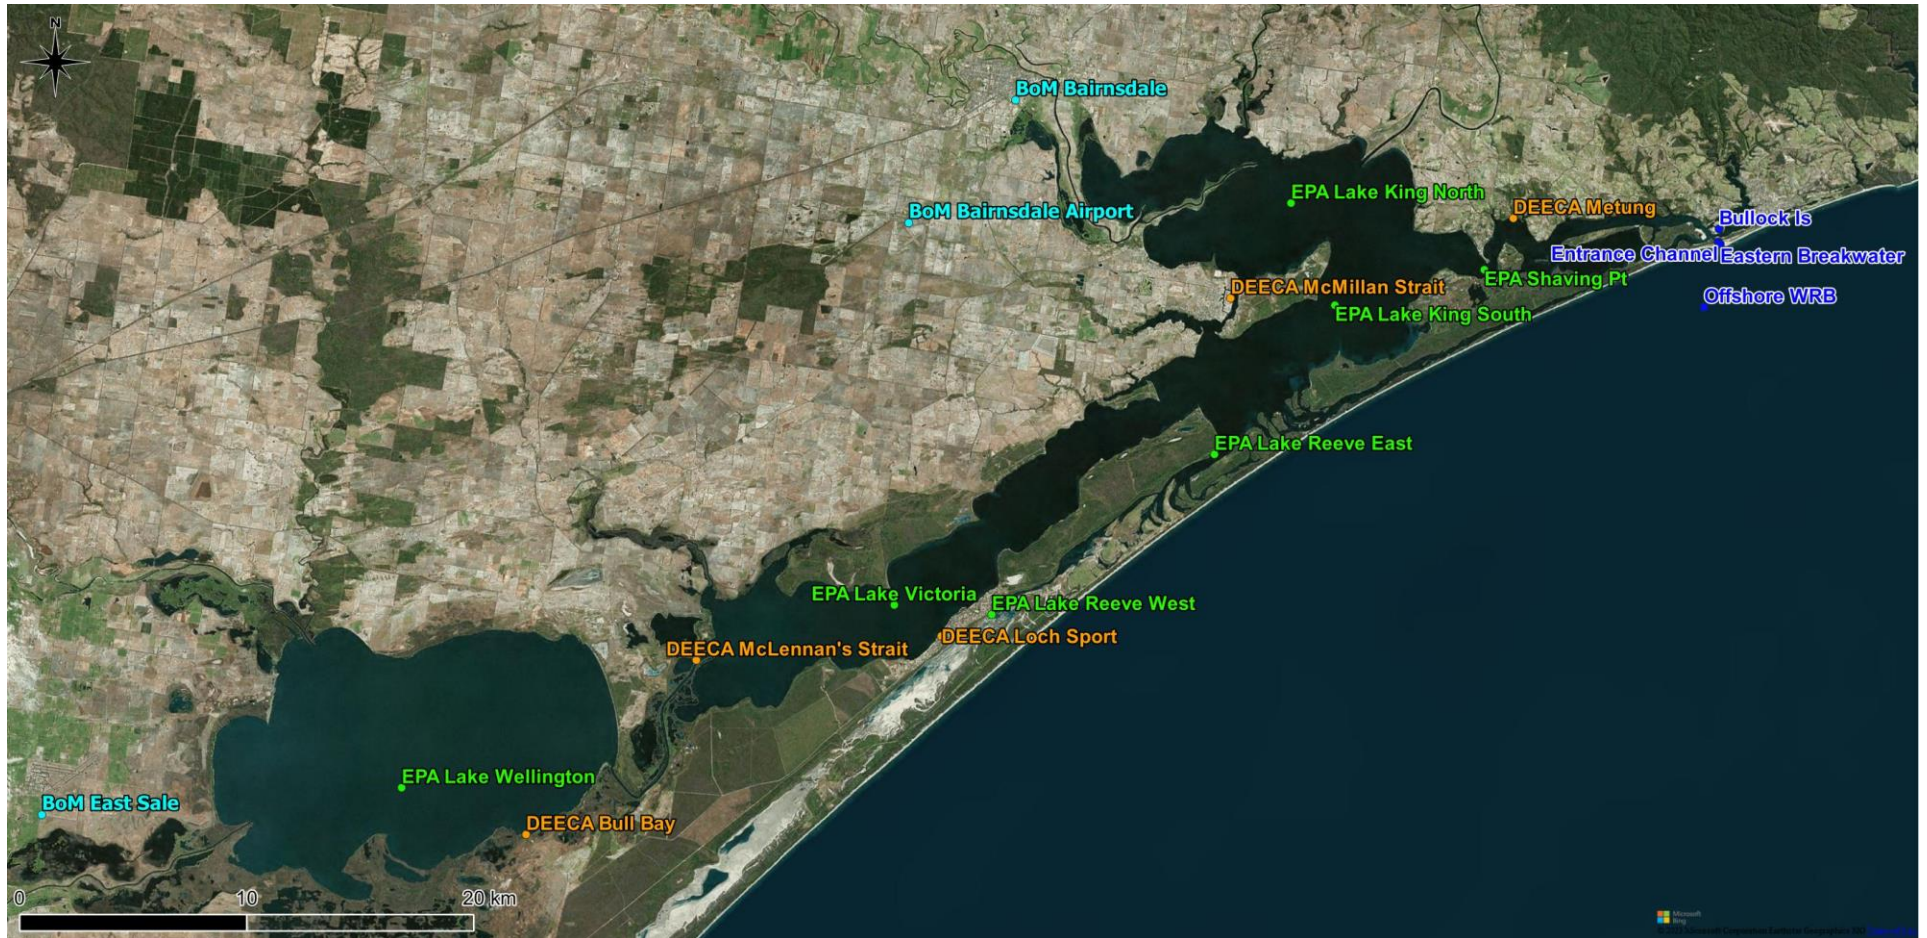 N
BoM Bairnsdale
EPA Lake King North
BoM Bairnsdale Airport
DEECA Metung
Bullock Is
Entrance Channel
Eastern Breakwater
EPA Shaving Pt
DEECA McMillan Strait
Offshore WRB
EPA Lake King South
EPA Lake Reeve East
EPA Lake Victoria
EPA Lake Reeve West
DEECA Loch Sport
DEECA McLennan's Strait
EPA Lake Wellington
BoM East Sale
DEECA Bull Bay
0 10 20 km
Microsoft
Bing